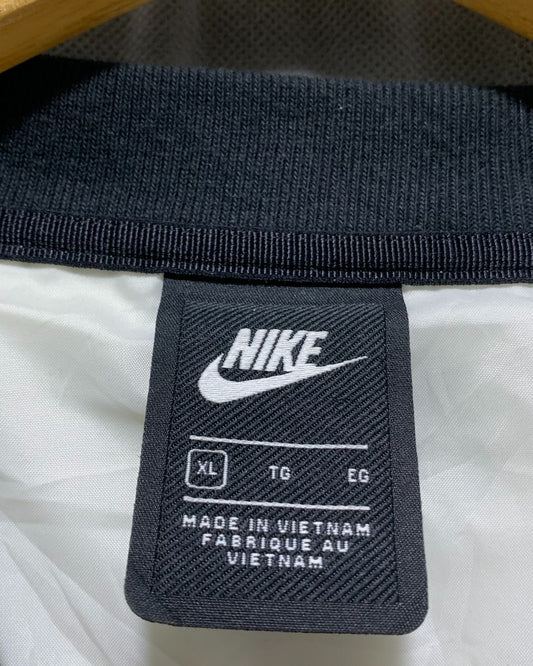 NIKE
XL TG EG
MADE IN VIETNAM
FABRIQUE AU
VIETNAM